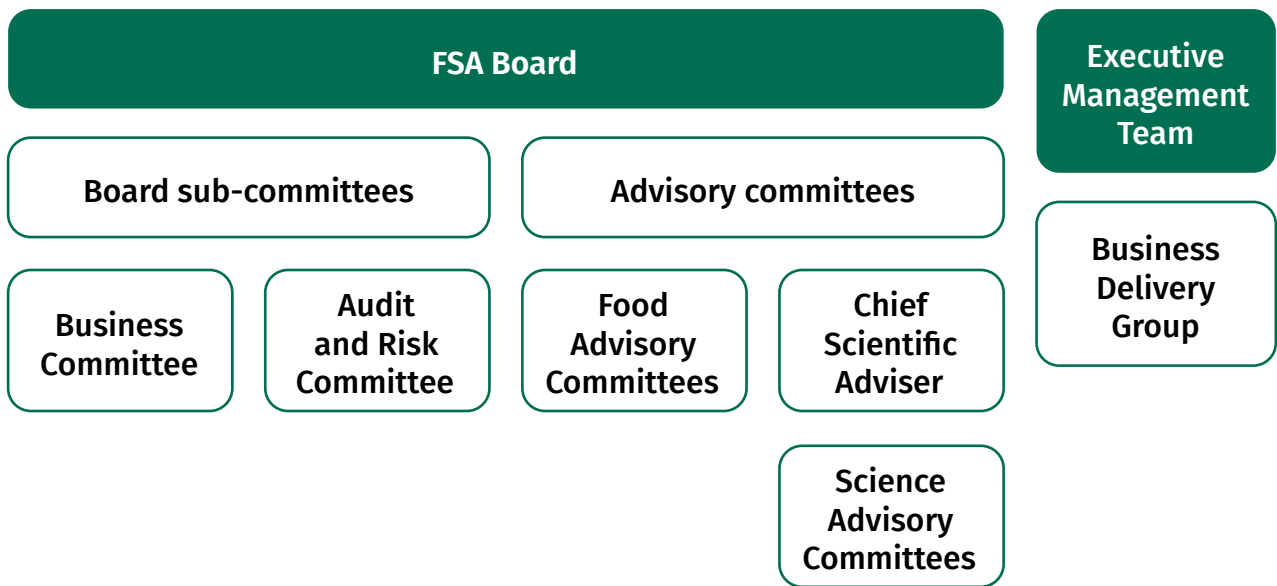 FSA Board
Executive
Management
Team
Board sub-committees
Advisory committees
Business
Delivery
Group
Business
Committee
Audit
and Risk
Committee
Food
Advisory
Committees
Chief
Scientific
Adviser
Science
Advisory
Committees